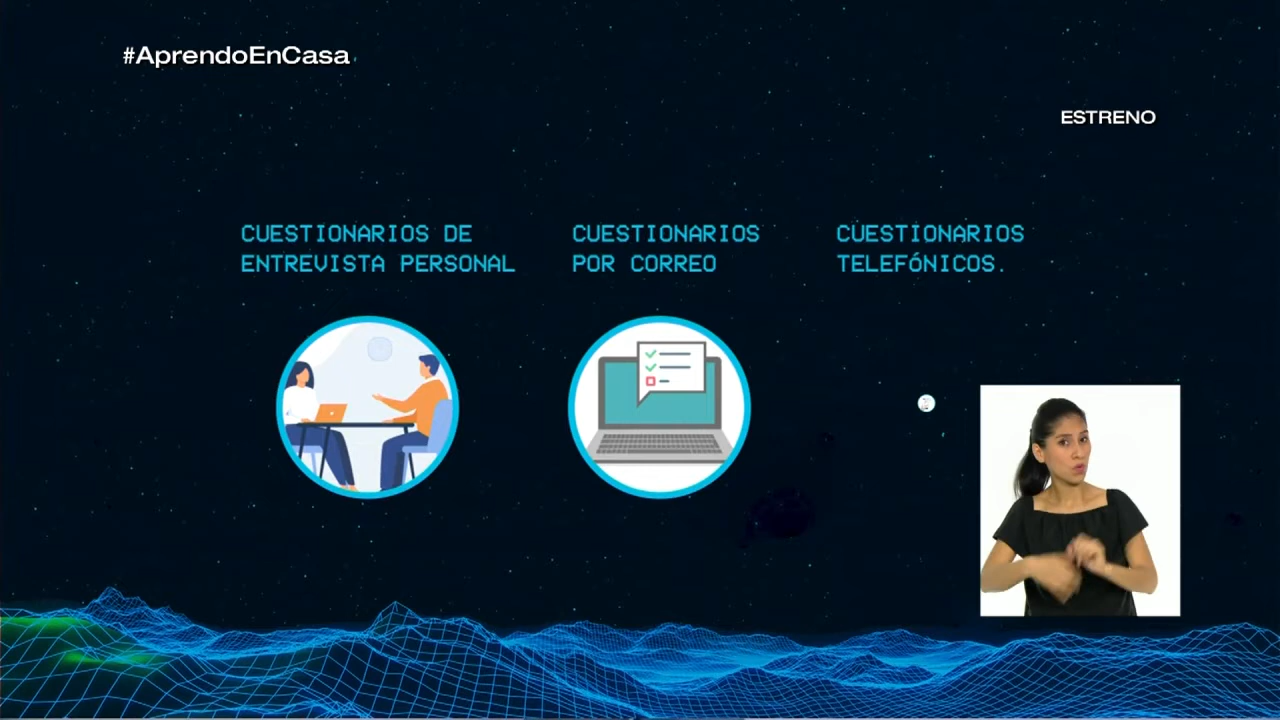 #AprendoEnCasa
ESTRENO
CUESTIONARIOS DE
ENTREVISTA PERSONAL
CUESTIONARIOS
POR CORREO
CUESTIONARIOS
TELEFóNICOS.